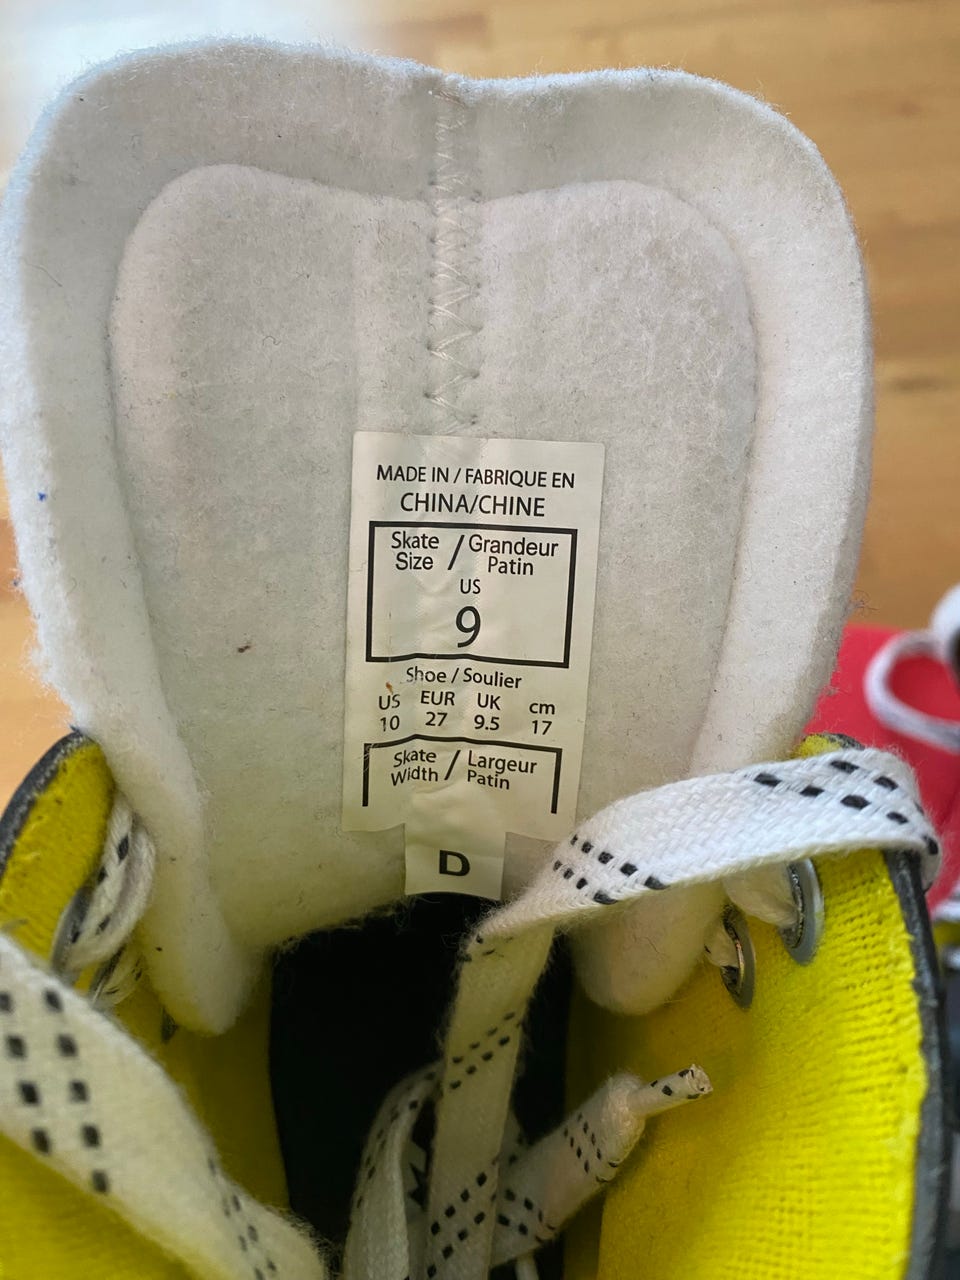 MADE IN / FABRIQUE EN
CHINA/CHINE
Skate Size / Grandeur Patin
US
9
Shoe / Soulier
US EUR UK cm
10 27 9.5 17
Skate Width / Largeur Patin
D